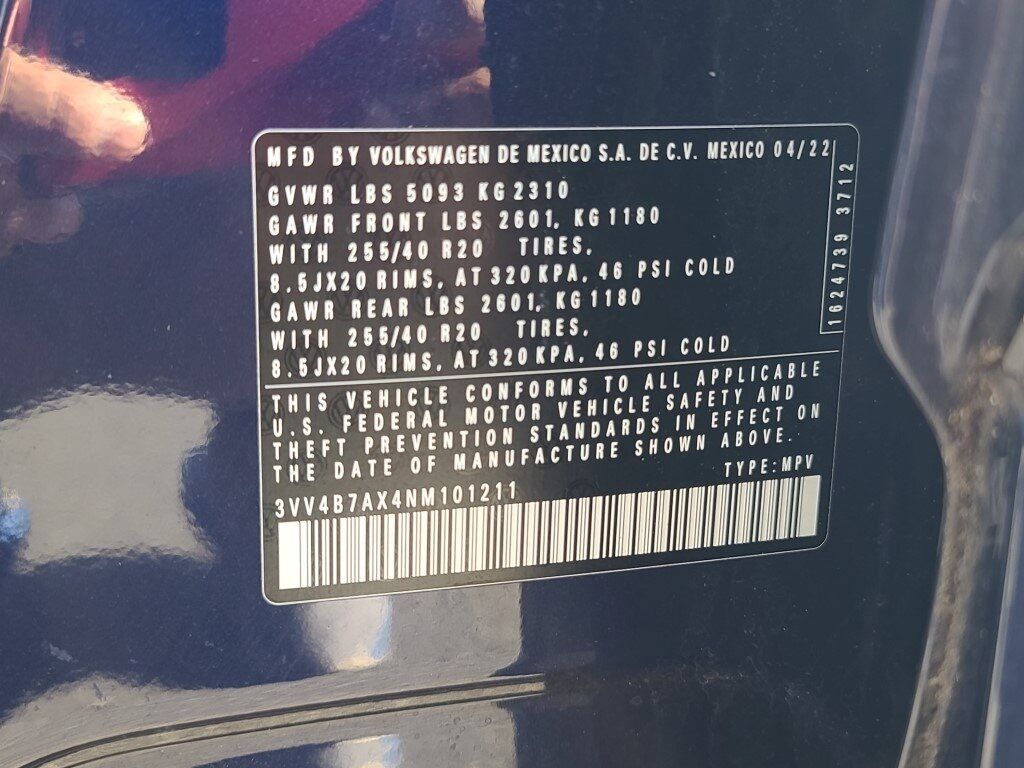 MFD BY VOLKSWAGEN DE MEXICO S.A. DE C.V. MEXICO 04/22
GVWR LBS 5093 KG 2310
GAWR FRONT LBS 2601, KG 1180
WITH 255/40 R20 TIRES,
8.5JX20 RIMS, AT 320 KPA, 46 PSI COLD
GAWR REAR LBS 2601, KG 1180
WITH 255/40 R20 TIRES,
8.5JX20 RIMS, AT 320 KPA, 46 PSI COLD
1624739 3712
THIS VEHICLE CONFORMS TO ALL APPLICABLE
U.S. FEDERAL MOTOR VEHICLE SAFETY AND
THEFT PREVENTION STANDARDS IN EFFECT ON
THE DATE OF MANUFACTURE SHOWN ABOVE.
TYPE: MPV
3VV4B7AX4NM101211